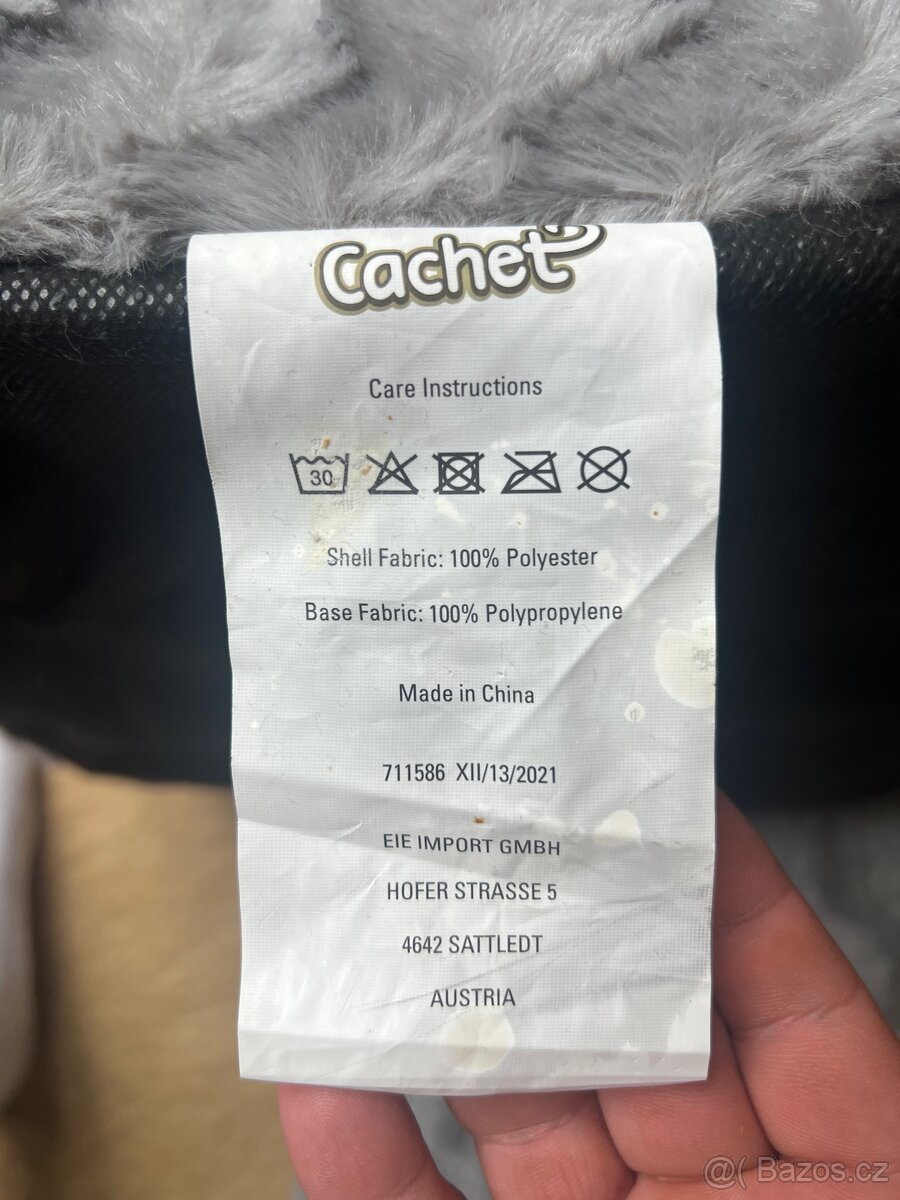 Cachet
Care Instructions
30
Shell Fabric: 100% Polyester
Base Fabric: 100% Polypropylene
Made in China
711586 XII/13/2021
EIE IMPORT GMBH
HOFER STRASSE 5
4642 SATTLEDT
AUSTRIA
@( Bazos.cz